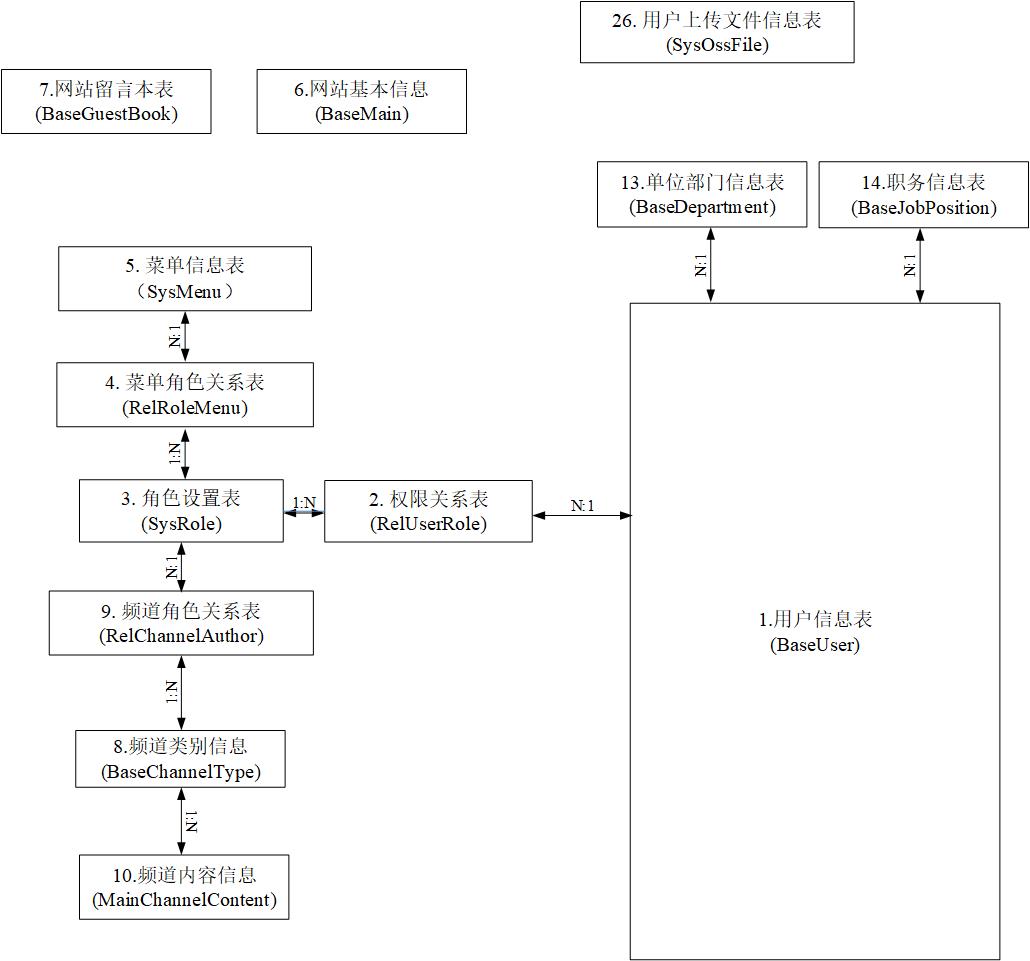 26. 用户上传文件信息表
(SysOssFile)
7.网站留言本表
(BaseGuestBook)
6.网站基本信息
(BaseMain)
13.单位部门信息表
(BaseDepartment)
14.职务信息表
(BaseJobPosition)
N:1
N:1
5. 菜单信息表
（SysMenu）
N:1
4. 菜单角色关系表
(RelRoleMenu)
1:N
3. 角色设置表
(SysRole)
1:N
2. 权限关系表
(RelUserRole)
N:1
N:1
9. 频道角色关系表
(RelChannelAuthor)
1.用户信息表
(BaseUser)
1:N
8.频道类别信息
(BaseChannelType)
1:N
10.频道内容信息
(MainChannelContent)